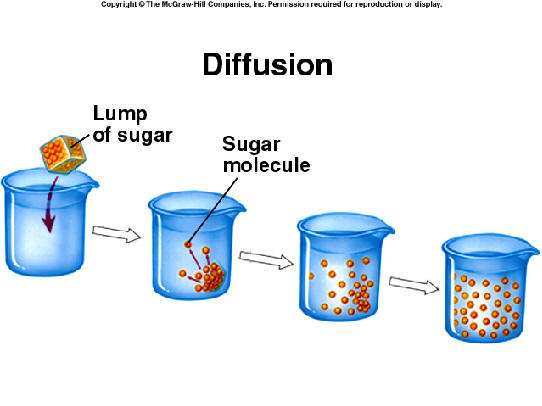 Copyright © The McGraw-Hill Companies, Inc. Permission required for reproduction or display.
Diffusion
Lump
of sugar
Sugar
molecule